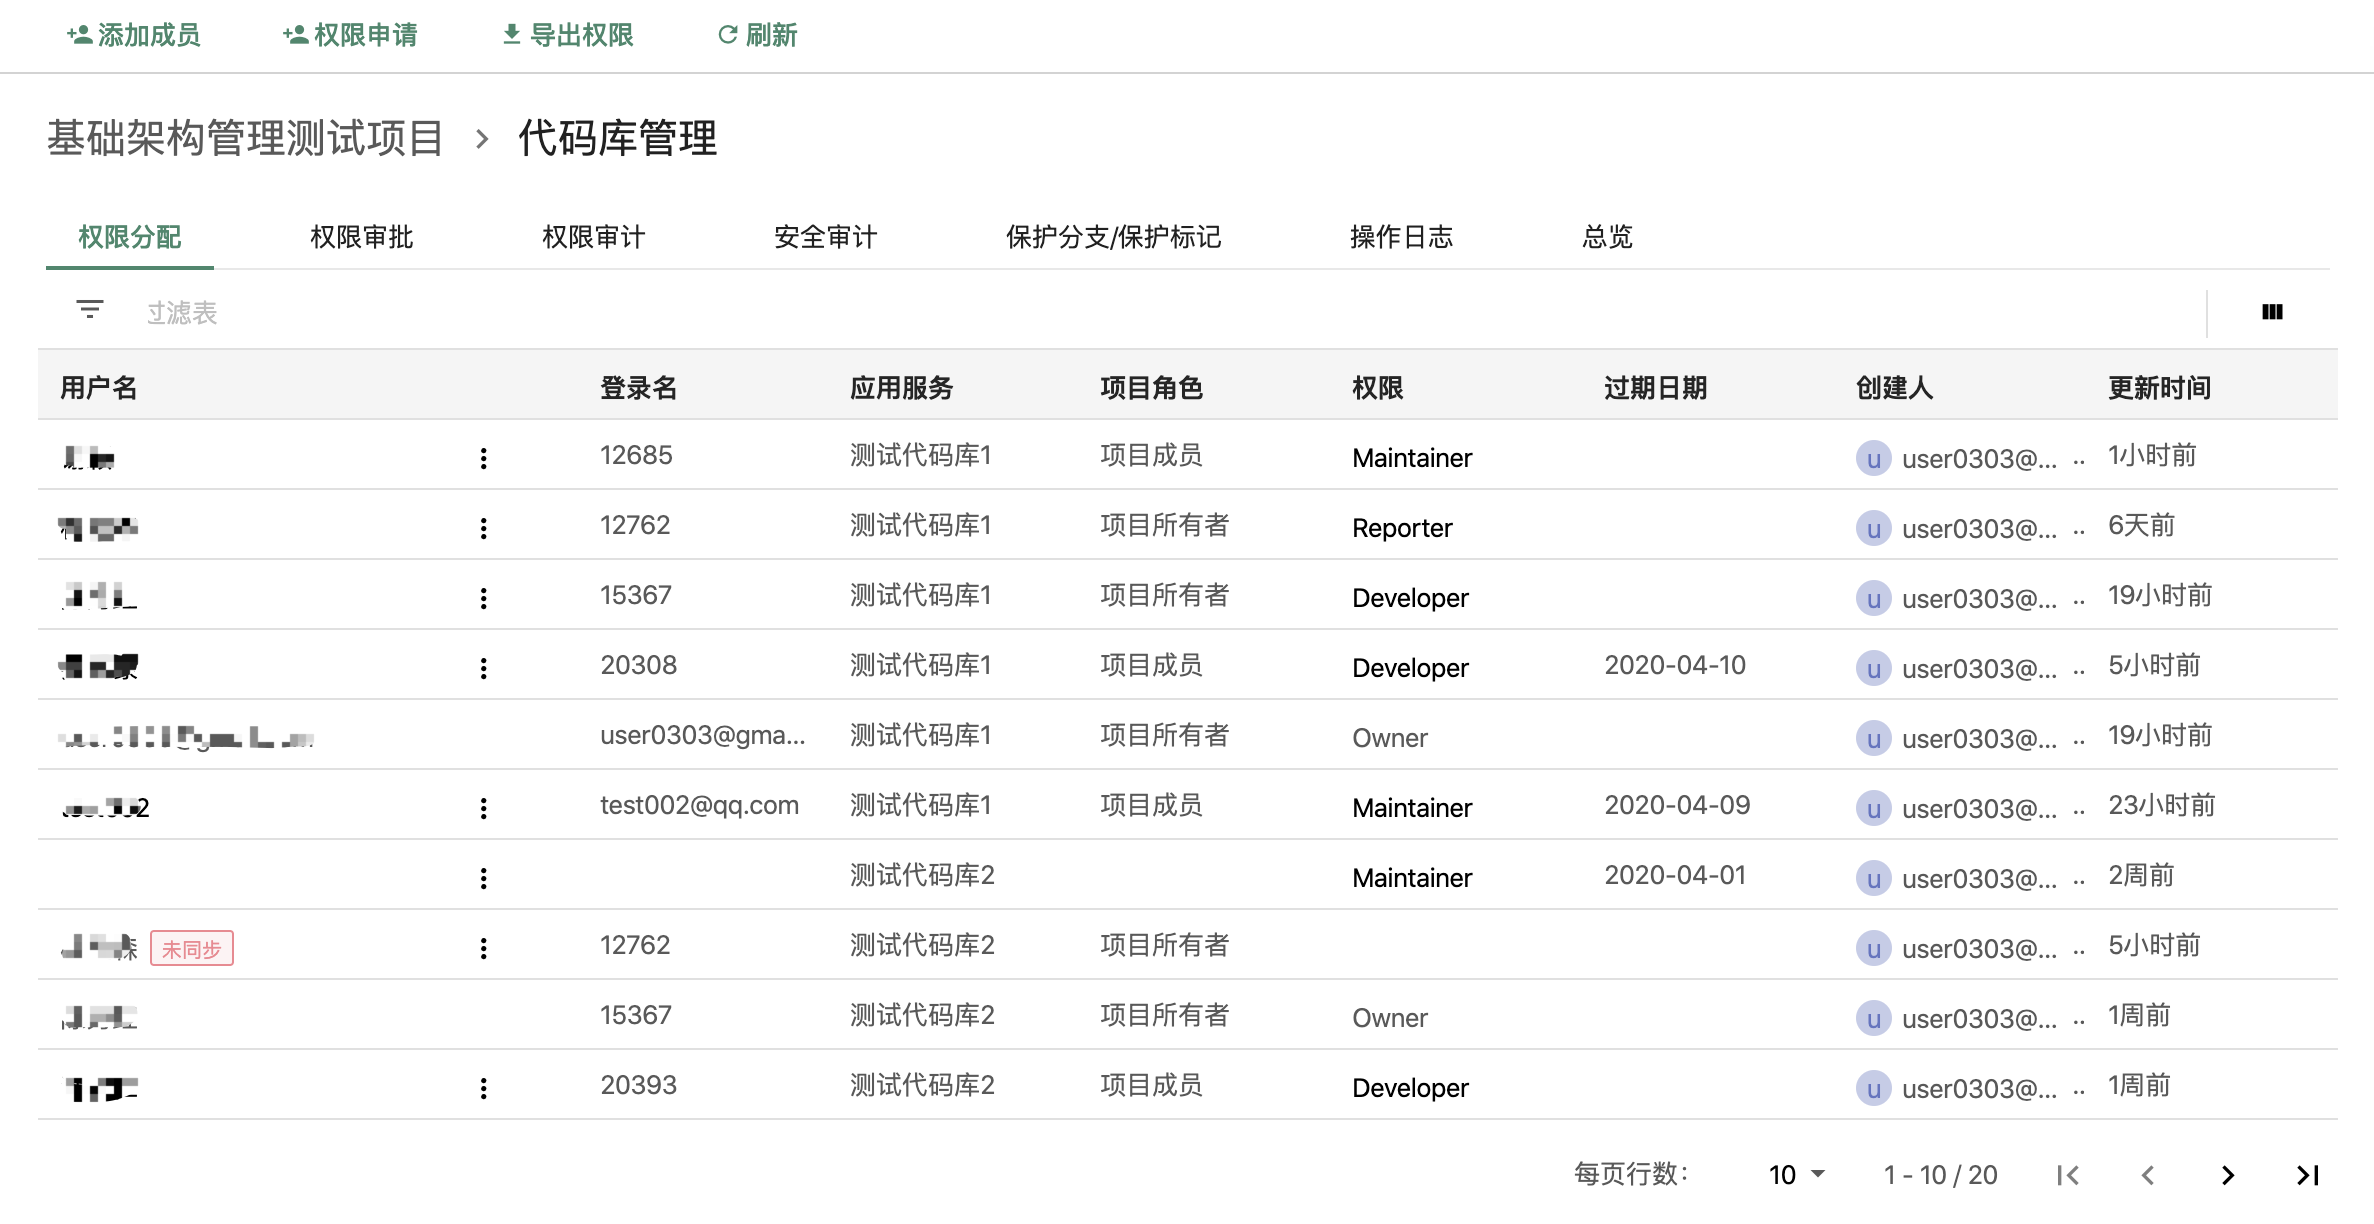 添加成员 权限申请 导出权限 刷新
基础架构管理测试项目 > 代码库管理
权限分配 权限审批 权限审计 安全审计 保护分支/保护标记 操作日志 总览
过滤表
用户名 登录名 应用服务 项目角色 权限 过期日期 创建人 更新时间
12685 测试代码库1 项目成员 Maintainer u user0303@... .. 1小时前
12762 测试代码库1 项目所有者 Reporter u user0303@... .. 6天前
15367 测试代码库1 项目所有者 Developer u user0303@... .. 19小时前
20308 测试代码库1 项目成员 Developer 2020-04-10 u user0303@... .. 5小时前
user0303@gma... 测试代码库1 项目所有者 Owner u user0303@... .. 19小时前
test002@qq.com 测试代码库1 项目成员 Maintainer 2020-04-09 u user0303@... .. 23小时前
测试代码库2 Maintainer 2020-04-01 u user0303@... .. 2周前
未同步 12762 测试代码库2 项目所有者 u user0303@... .. 5小时前
15367 测试代码库2 项目所有者 Owner u user0303@... .. 1周前
20393 测试代码库2 项目成员 Developer u user0303@... .. 1周前
每页行数: 10 1 - 10 / 20